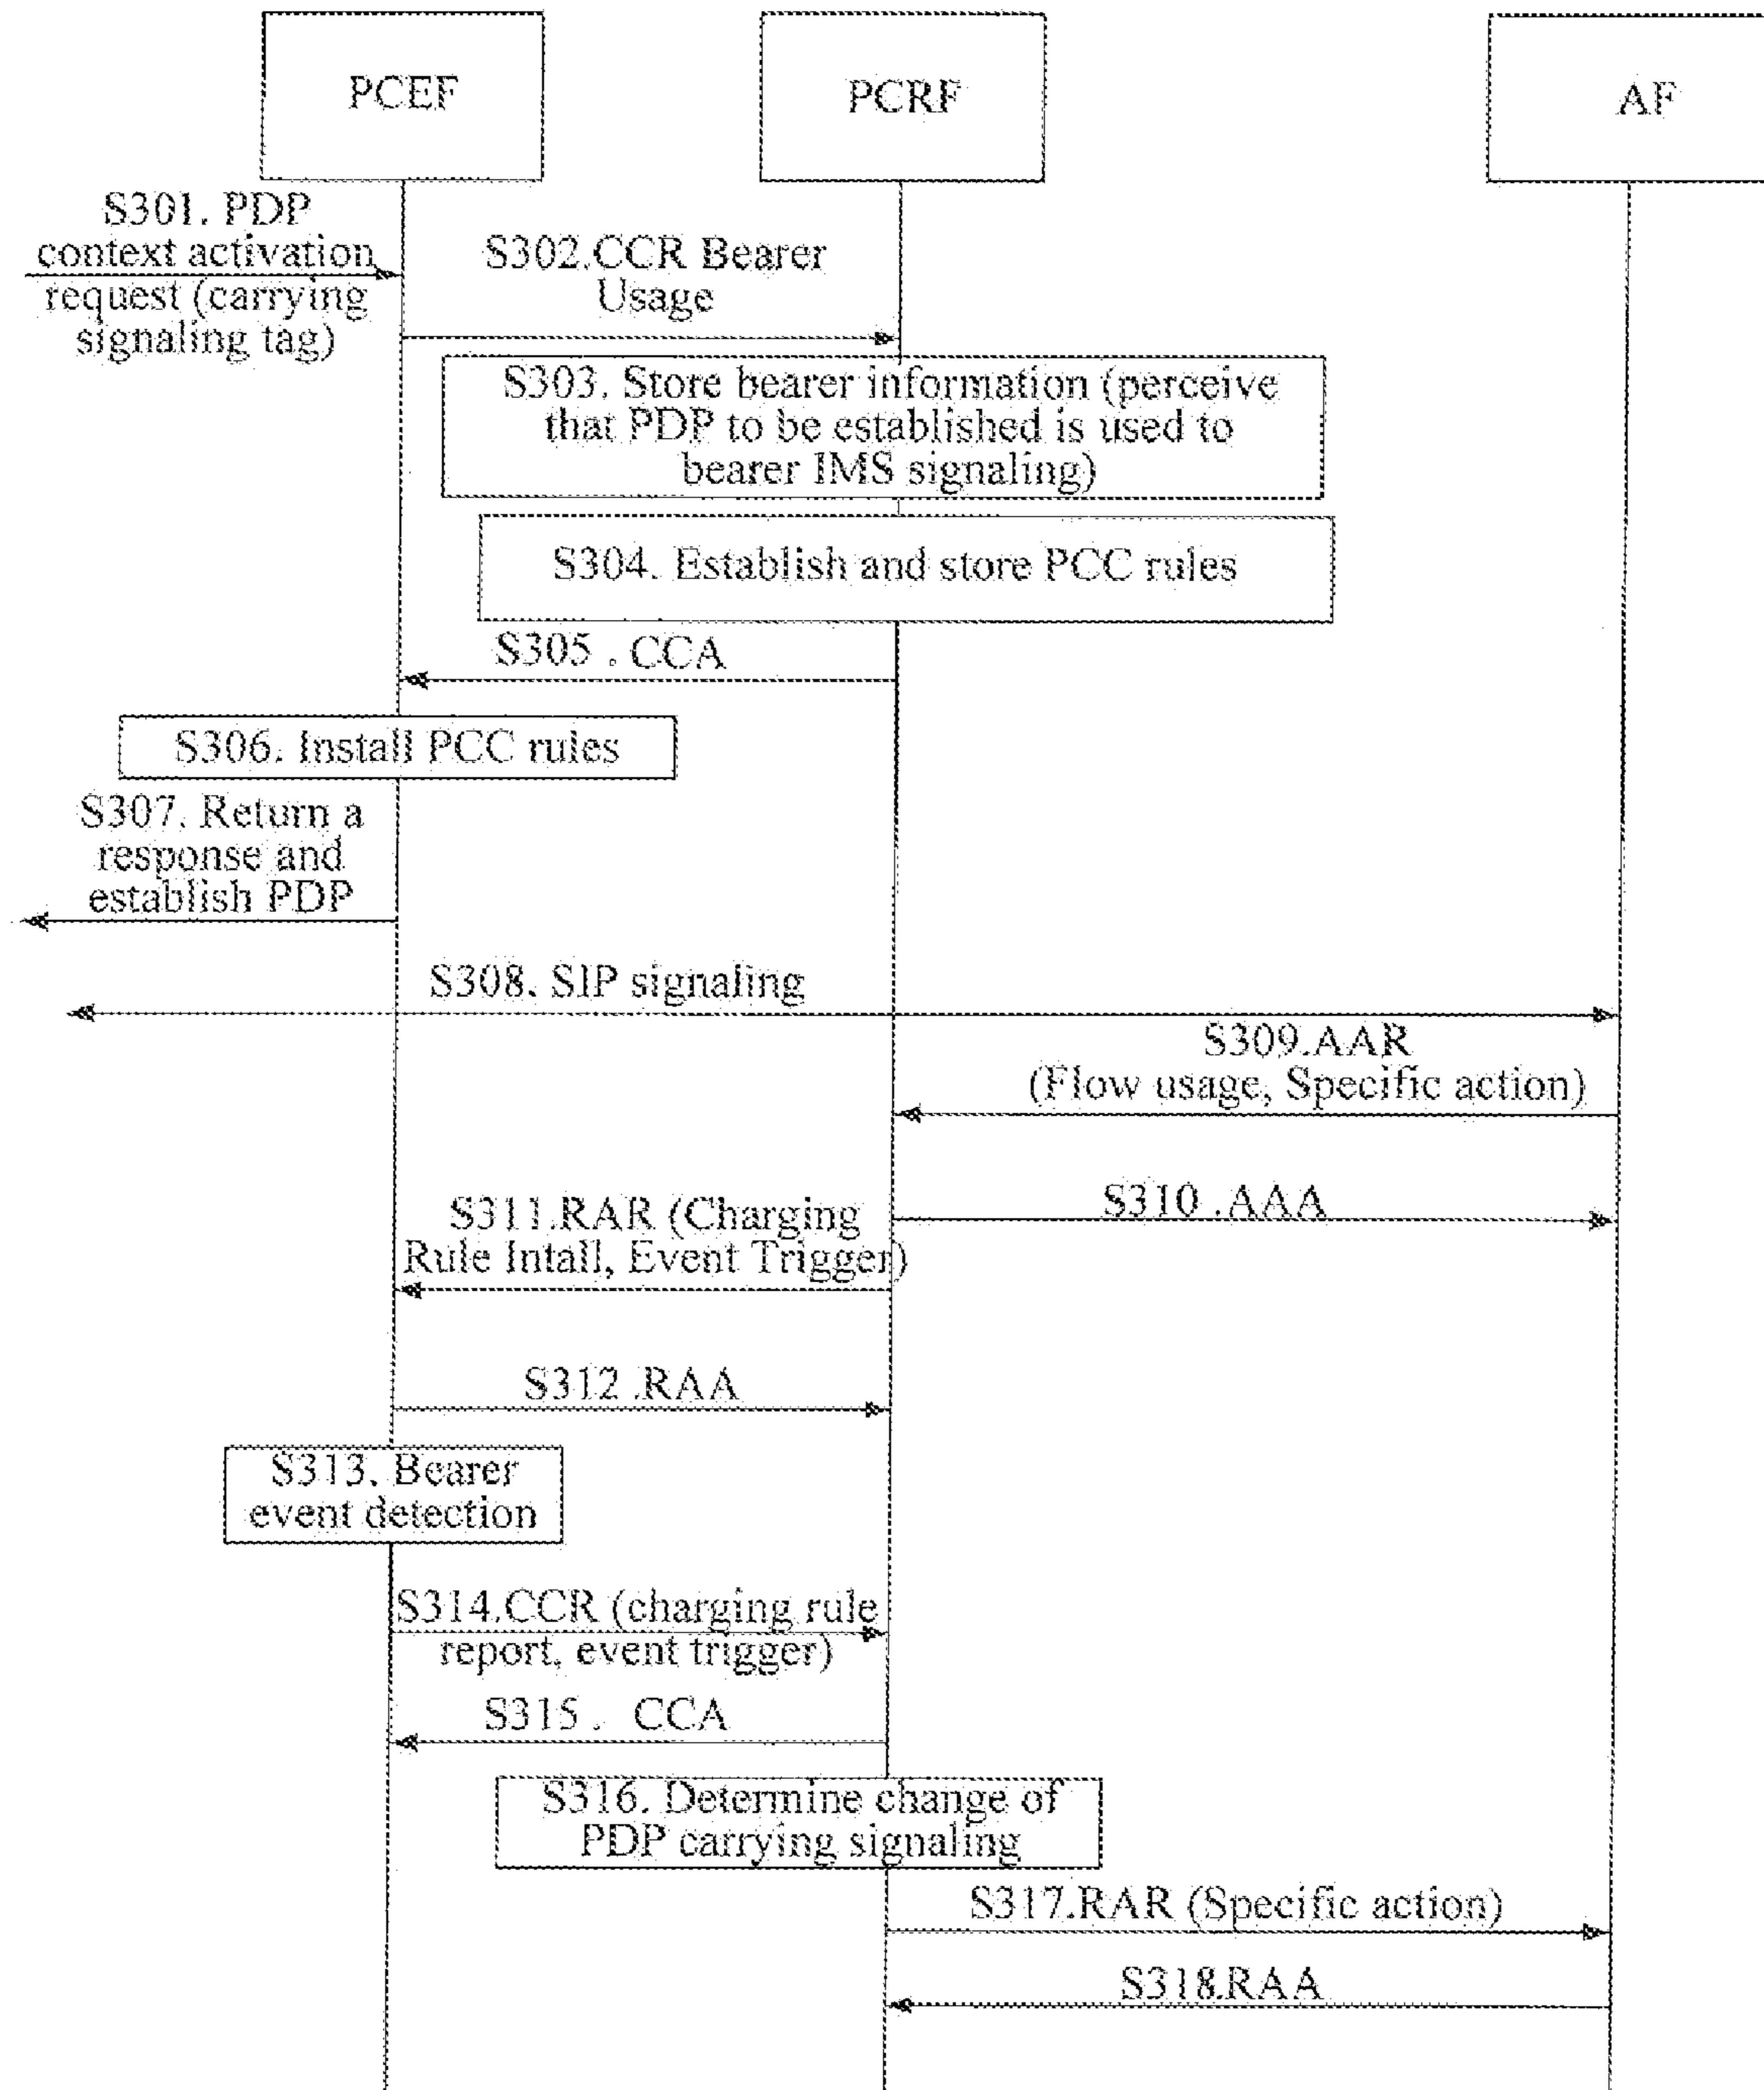 PCEF
PCRF
AF
S301. PDP
context activation
request (carrying
signaling tag)
S302.CCR Bearer
Usage
S303. Store bearer information (perceive
that PDP to be established is used to
bearer IMS signaling)
S304. Establish and store PCC rules
S305 . CCA
S306. Install PCC rules
S307. Return a
response and
establish PDP
S308. SIP signaling
S309.AAR
(Flow usage, Specific action)
S310 .AAA
S311.RAR (Charging
Rule Intall, Event Trigger)
S312 .RAA
S313. Bearer
event detection
S314.CCR (charging rule
report, event trigger)
S315 . CCA
S316. Determine change of
PDP carrying signaling
S317.RAR (Specific action)
S318.RAA